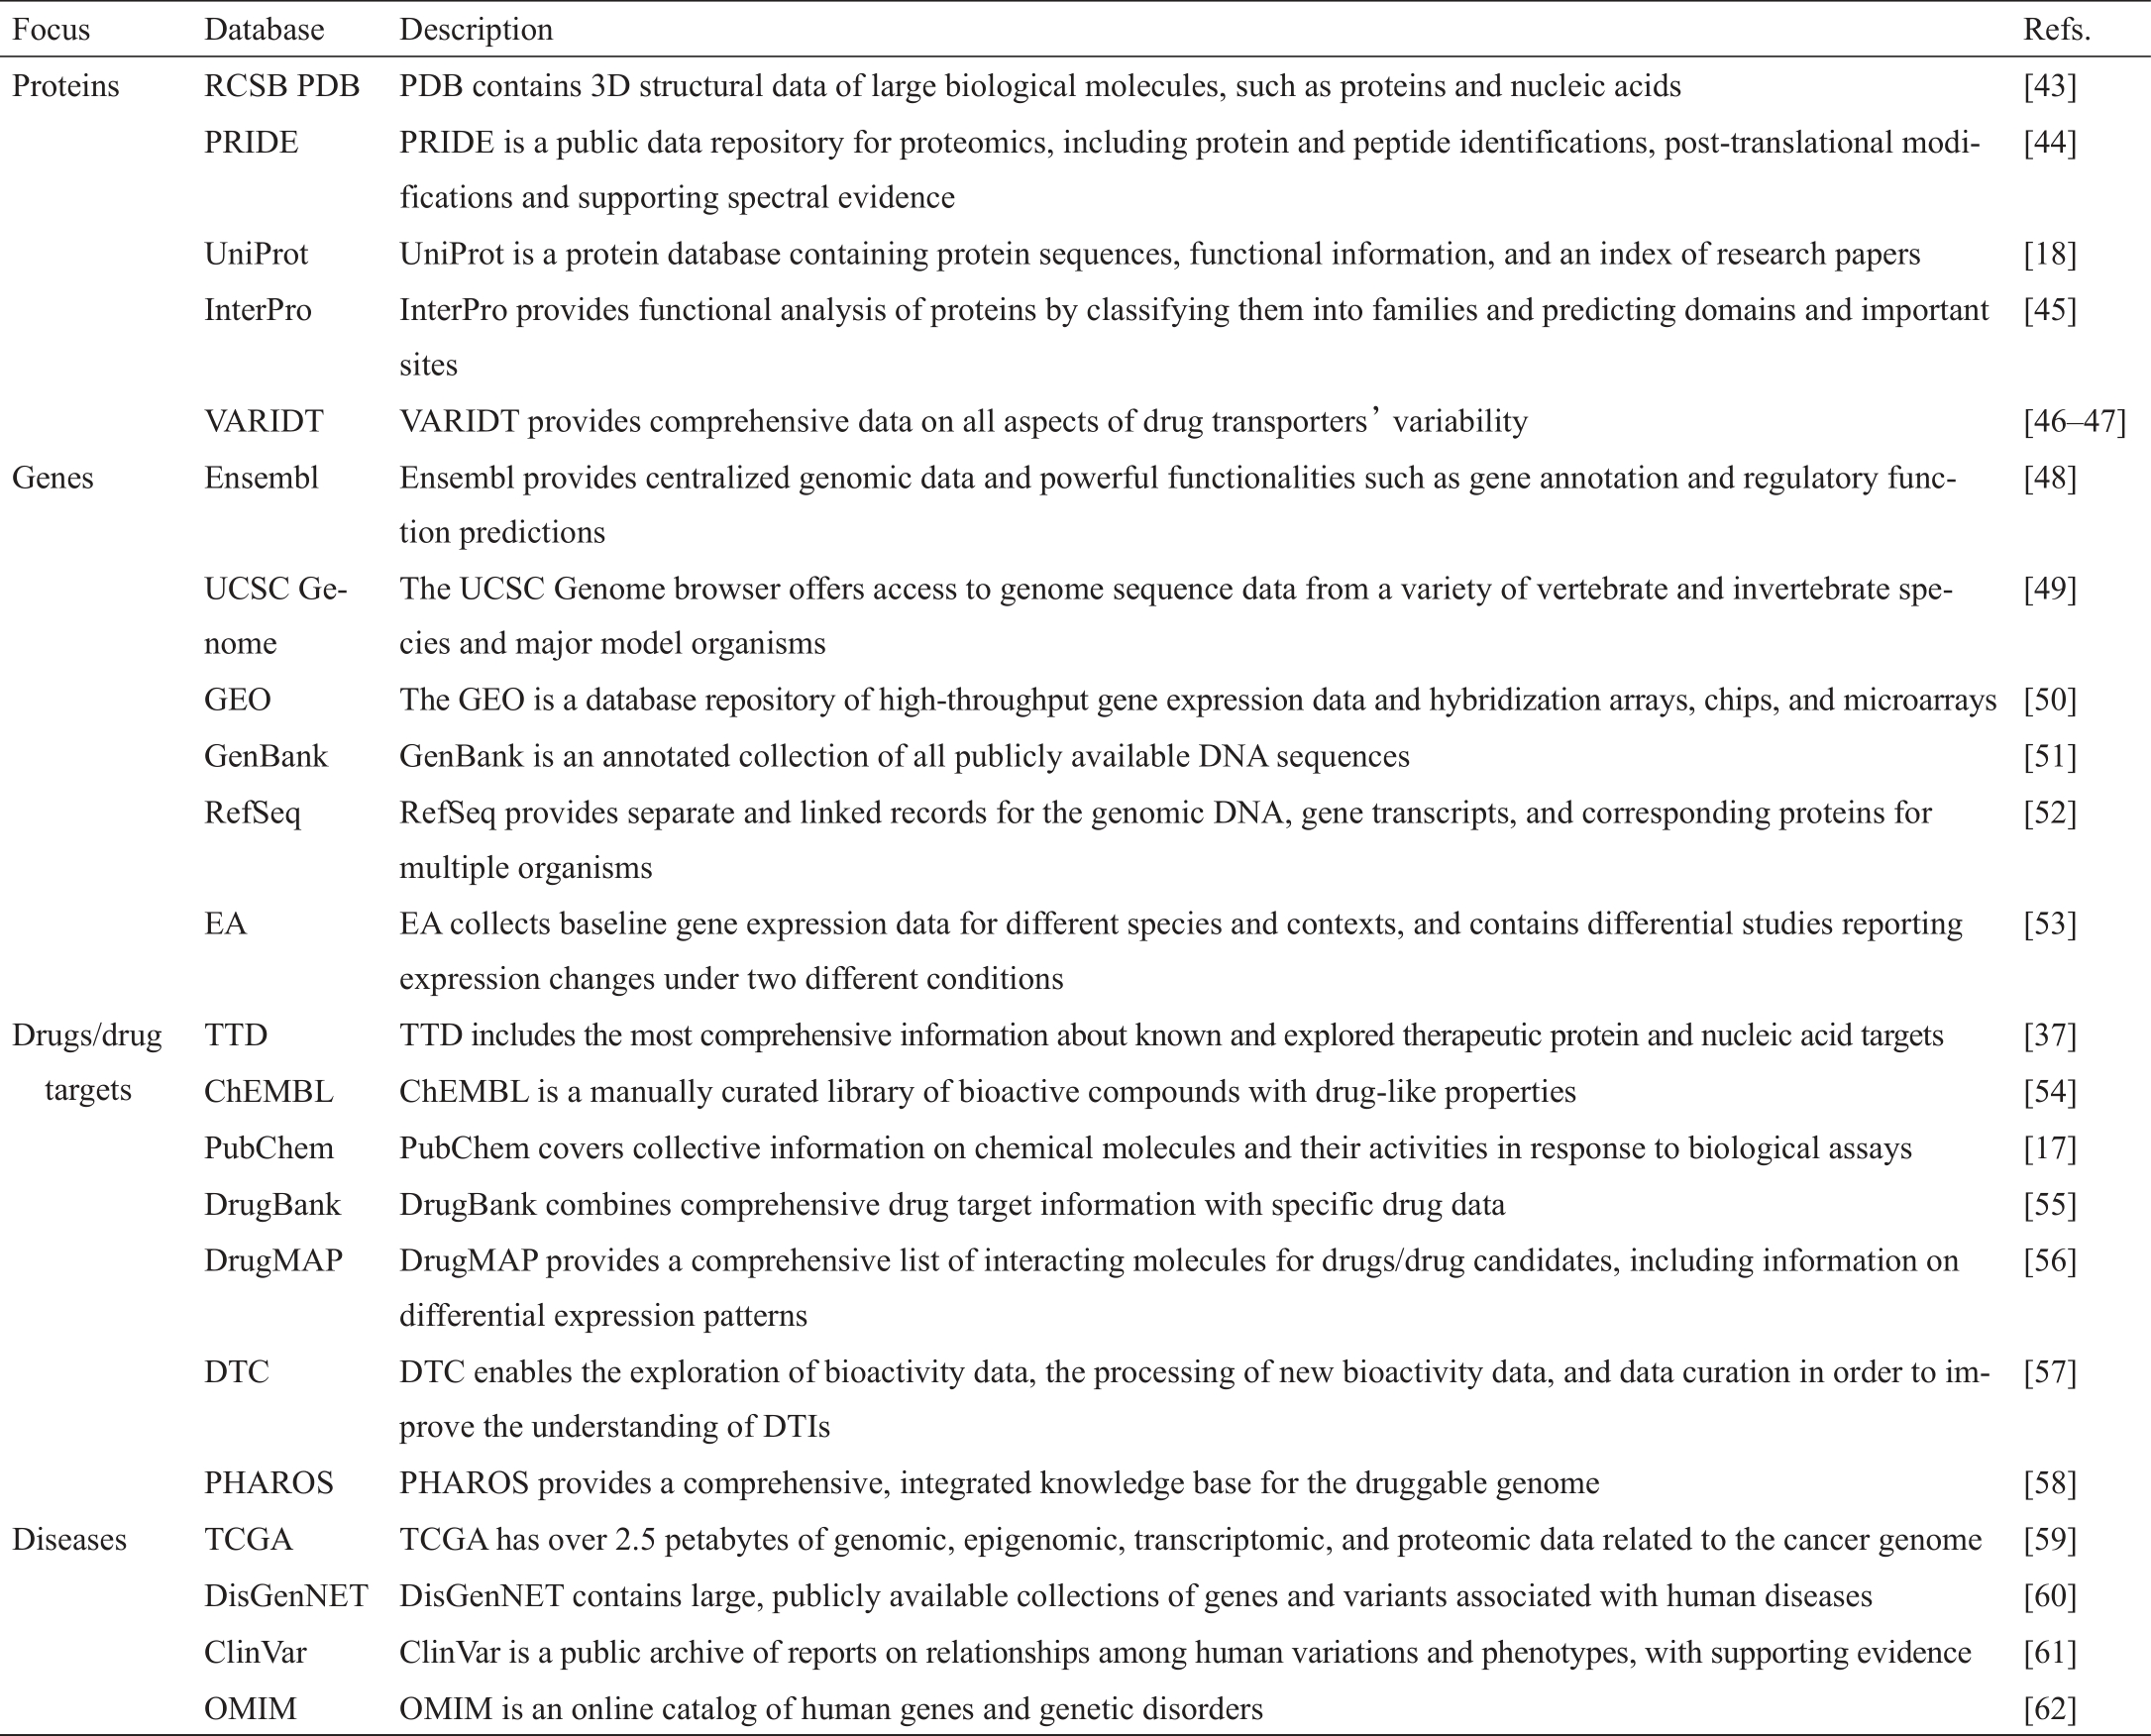 Focus Database Description Refs.
Proteins RCSB PDB PDB contains 3D structural data of large biological molecules, such as proteins and nucleic acids [43]
PRIDE PRIDE is a public data repository for proteomics, including protein and peptide identifications, post-translational modi- [44]
fications and supporting spectral evidence
UniProt UniProt is a protein database containing protein sequences, functional information, and an index of research papers [18]
InterPro InterPro provides functional analysis of proteins by classifying them into families and predicting domains and important [45]
sites
VARIDT VARIDT provides comprehensive data on all aspects of drug transporters’ variability [46–47]
Genes Ensembl Ensembl provides centralized genomic data and powerful functionalities such as gene annotation and regulatory func- [48]
tion predictions
UCSC Ge- The UCSC Genome browser offers access to genome sequence data from a variety of vertebrate and invertebrate spe- [49]
nome cies and major model organisms
GEO The GEO is a database repository of high-throughput gene expression data and hybridization arrays, chips, and microarrays [50]
GenBank GenBank is an annotated collection of all publicly available DNA sequences [51]
RefSeq RefSeq provides separate and linked records for the genomic DNA, gene transcripts, and corresponding proteins for [52]
multiple organisms
EA EA collects baseline gene expression data for different species and contexts, and contains differential studies reporting [53]
expression changes under two different conditions
Drugs/drug TTD TTD includes the most comprehensive information about known and explored therapeutic protein and nucleic acid targets [37]
targets ChEMBL ChEMBL is a manually curated library of bioactive compounds with drug-like properties [54]
PubChem PubChem covers collective information on chemical molecules and their activities in response to biological assays [17]
DrugBank DrugBank combines comprehensive drug target information with specific drug data [55]
DrugMAP DrugMAP provides a comprehensive list of interacting molecules for drugs/drug candidates, including information on [56]
differential expression patterns
DTC DTC enables the exploration of bioactivity data, the processing of new bioactivity data, and data curation in order to im- [57]
prove the understanding of DTIs
PHAROS PHAROS provides a comprehensive, integrated knowledge base for the druggable genome [58]
Diseases TCGA TCGA has over 2.5 petabytes of genomic, epigenomic, transcriptomic, and proteomic data related to the cancer genome [59]
DisGenNET DisGenNET contains large, publicly available collections of genes and variants associated with human diseases [60]
ClinVar ClinVar is a public archive of reports on relationships among human variations and phenotypes, with supporting evidence [61]
OMIM OMIM is an online catalog of human genes and genetic disorders [62]